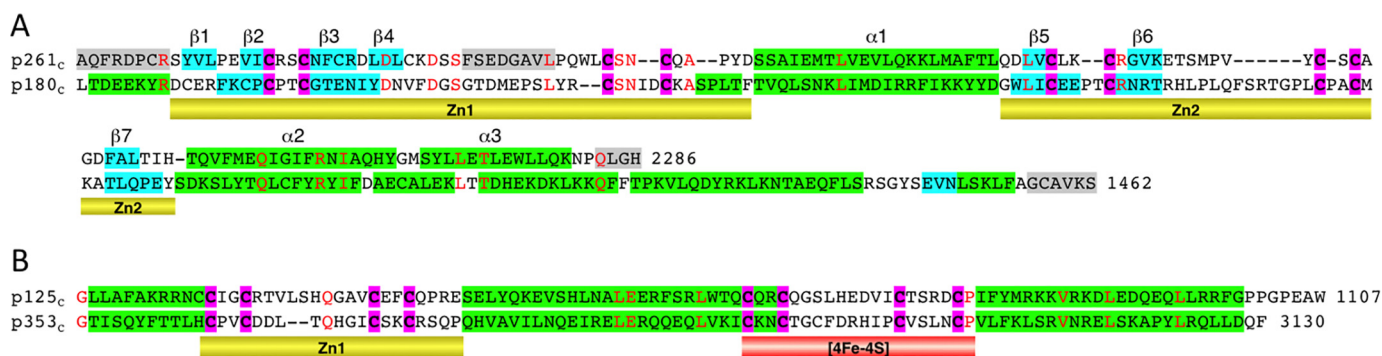 A
β1 β2 β3 β4 α1 β5 β6
p261c AQFRDPCRSYVLPEVICRSCNFCRDLDLCKDSSFSEDGAVLPQWLCSN--CQA--PYDSSAIEMTLVEVLQKKLMAFTLQDLVCLK--CRGVKETSMPV------YC-SCA
p180c LTDEEKYRDCERFKCPCPTCGTENIYDNVFDGSGTDMEPSLYR--CSNIDCKASPLTFTVQLSNKLIMDIRRFIKKYYDGWLICEEPTCRNRTRHLPLQFSRTGPLCPACM
Zn1 Zn2
β7 α2 α3
GDFALTIH-TQVFMEQIGIFRNIAQHYGMSYLLETLEWLLQKNPQLGH 2286
KATLQPEYSDKSLYTQLCFYRYIFDAECALEKLTTDHEKDKLKKQFFTPKVLQDYRKLKNTAEQFLSRSGYSEVNLSKLFAGCAVKS 1462
Zn2
B
p125c GLLAFAKRRNCCIGCRTVLSHQGAVCEFCQPRESELYQKEVSHLNALEERFSRLWTQCQRCQGSLHEDVICTSRDCPIFYMRKKVRKDLEDQEQLLRRFGPPGPEAW 1107
p353c GTISQYFTTLHCPVCDDL--TQHGICSKCRSQPQHVAVILNQEIRELERQQEQLVKICKNCTGCFDRHIPCVSLNCPVLFKLSRVNRELSKAPYLRQLLDQF 3130
Zn1 [4Fe-4S]